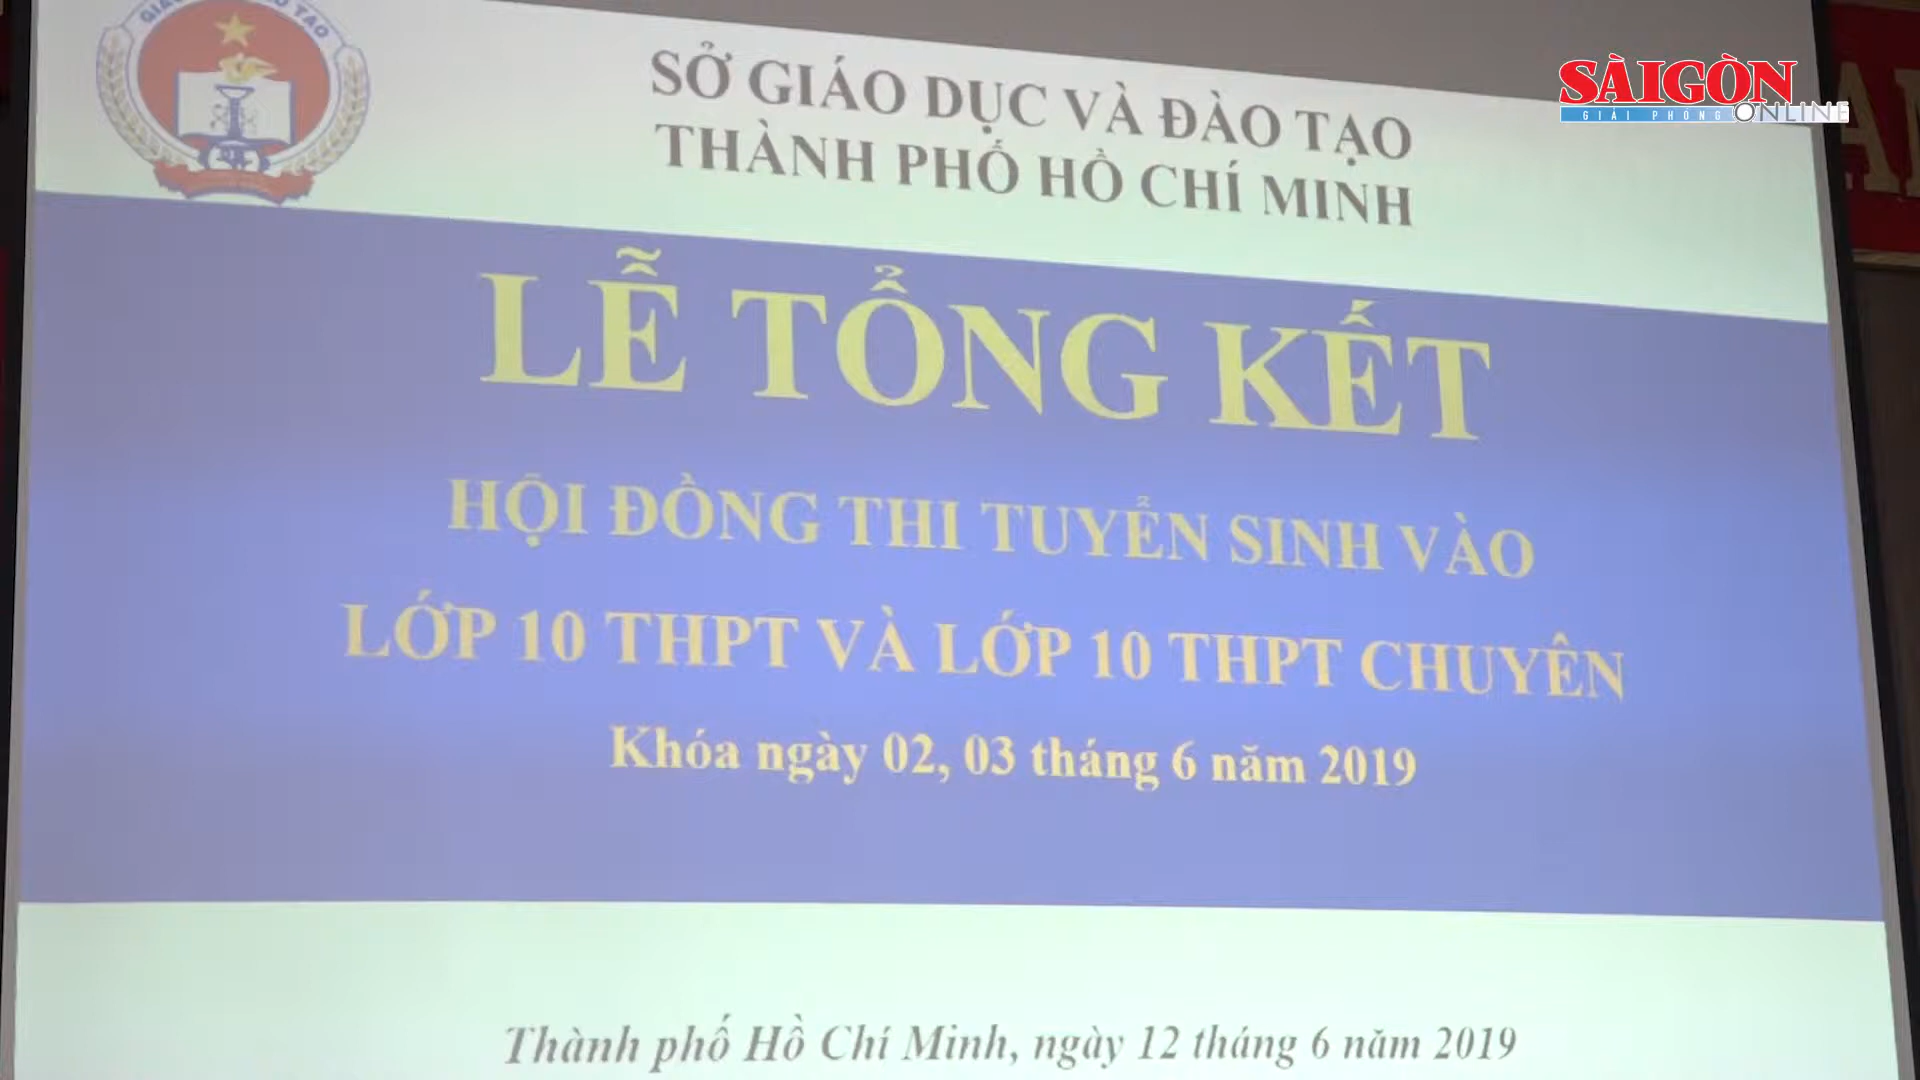 SỞ GIÁO DỤC VÀ ĐÀO TẠO
THÀNH PHỐ HỒ CHÍ MINH
SÀIGÒN
GIẢI PHÓNG ONLINE
LỄ TỔNG KẾT
HỘI ĐỒNG THI TUYỂN SINH VÀO
LỚP 10 THPT VÀ LỚP 10 THPT CHUYÊN
Khóa ngày 02, 03 tháng 6 năm 2019
Thành phố Hồ Chí Minh, ngày 12 tháng 6 năm 2019